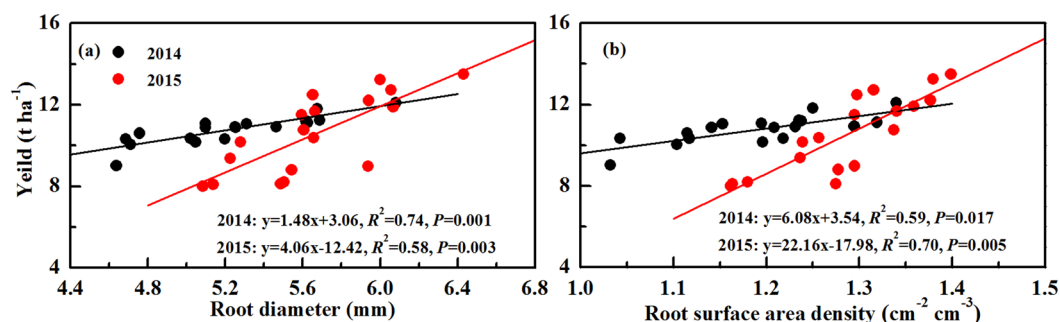 16
12
8
4
Yeild (t ha-1)
(a)
2014
2015
2014: y=1.48x+3.06, R2=0.74, P=0.001
2015: y=4.06x-12.42, R2=0.58, P=0.003
4.4 4.8 5.2 5.6 6.0 6.4 6.8
Root diameter (mm)
16
12
8
4
(b)
2014: y=6.08x+3.54, R2=0.59, P=0.017
2015: y=22.16x-17.98, R2=0.70, P=0.005
1.0 1.1 1.2 1.3 1.4 1.5
Root surface area density (cm-2 cm-3)